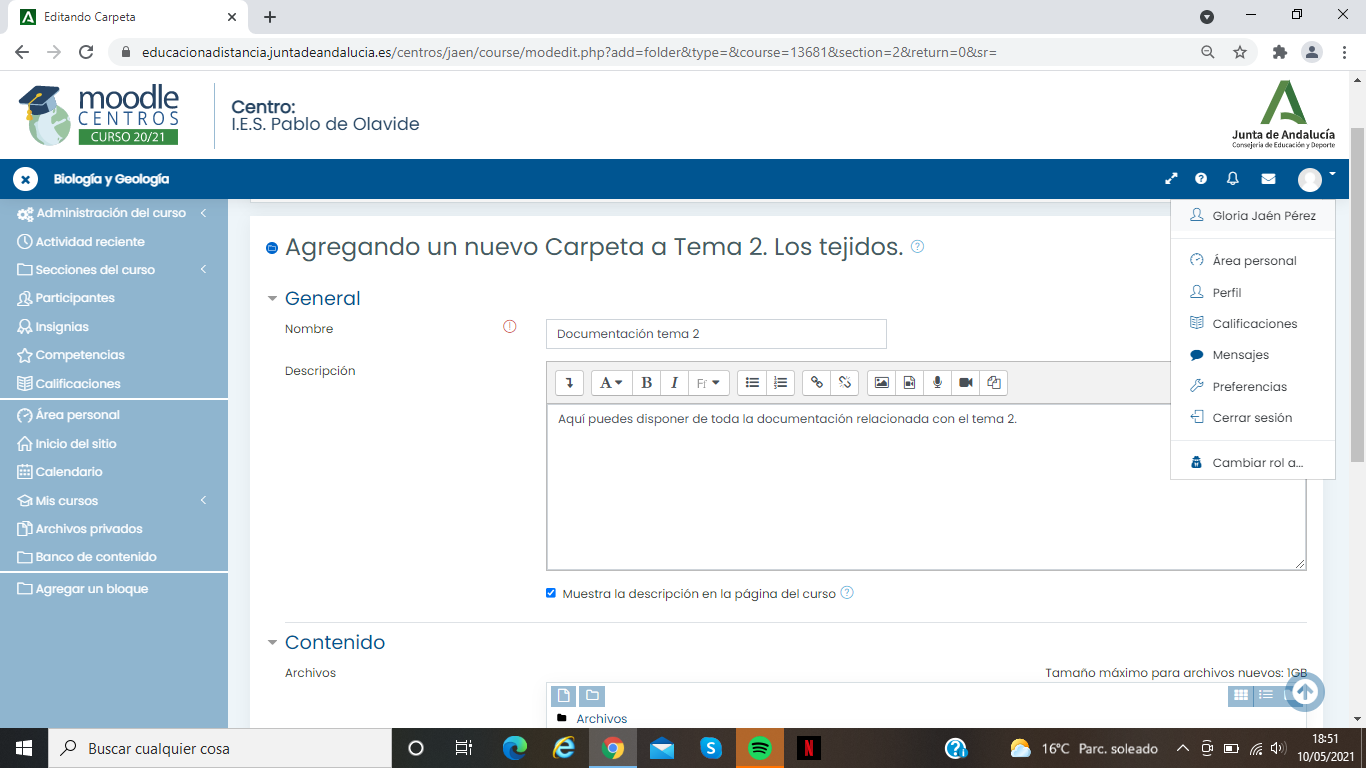 Editando Carpeta
educacionadistancia.juntadeandalucia.es/centros/jaen/course/modedit.php?add=folder&type=&course=13681&section=2&return=0&sr=
moodle
CENTROS
CURSO 20/21
Centro:
I.E.S. Pablo de Olavide
Junta de Andalucía
Consejería de Educación y Deporte
Biología y Geología
Administración del curso
Actividad reciente
Secciones del curso
Participantes
Insignias
Competencias
Calificaciones
Área personal
Inicio del sitio
Calendario
Mis cursos
Archivos privados
Banco de contenido
Agregar un bloque
Gloria Jaén Pérez
Área personal
Perfil
Calificaciones
Mensajes
Preferencias
Cerrar sesión
Cambiar rol a...
Agregando un nuevo Carpeta a Tema 2. Los tejidos.
General
Nombre
Documentación tema 2
Descripción
A B I Ff
Aquí puedes disponer de toda la documentación relacionada con el tema 2.
Muestra la descripción en la página del curso
Contenido
Archivos
Tamaño máximo para archivos nuevos: 1GB
Archivos
Buscar cualquier cosa
16°C Parc. soleado
18:51
10/05/2021